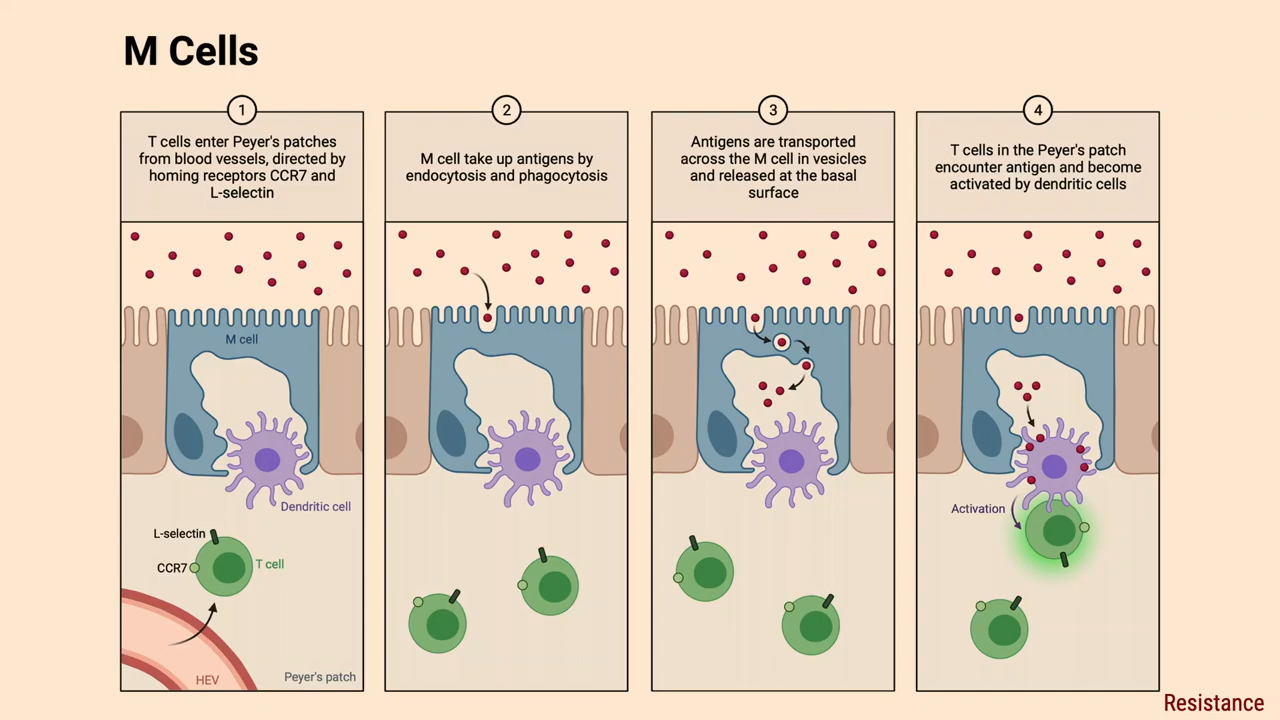 M Cells
1
T cells enter Peyer's patches
from blood vessels, directed by
homing receptors CCR7 and
L-selectin
M cell
Dendritic cell
L-selectin
CCR7
T cell
HEV
Peyer's patch
2
M cell take up antigens by
endocytosis and phagocytosis
3
Antigens are transported
across the M cell in vesicles
and released at the basal
surface
4
T cells in the Peyer's patch
encounter antigen and become
activated by dendritic cells
Activation
Resistance